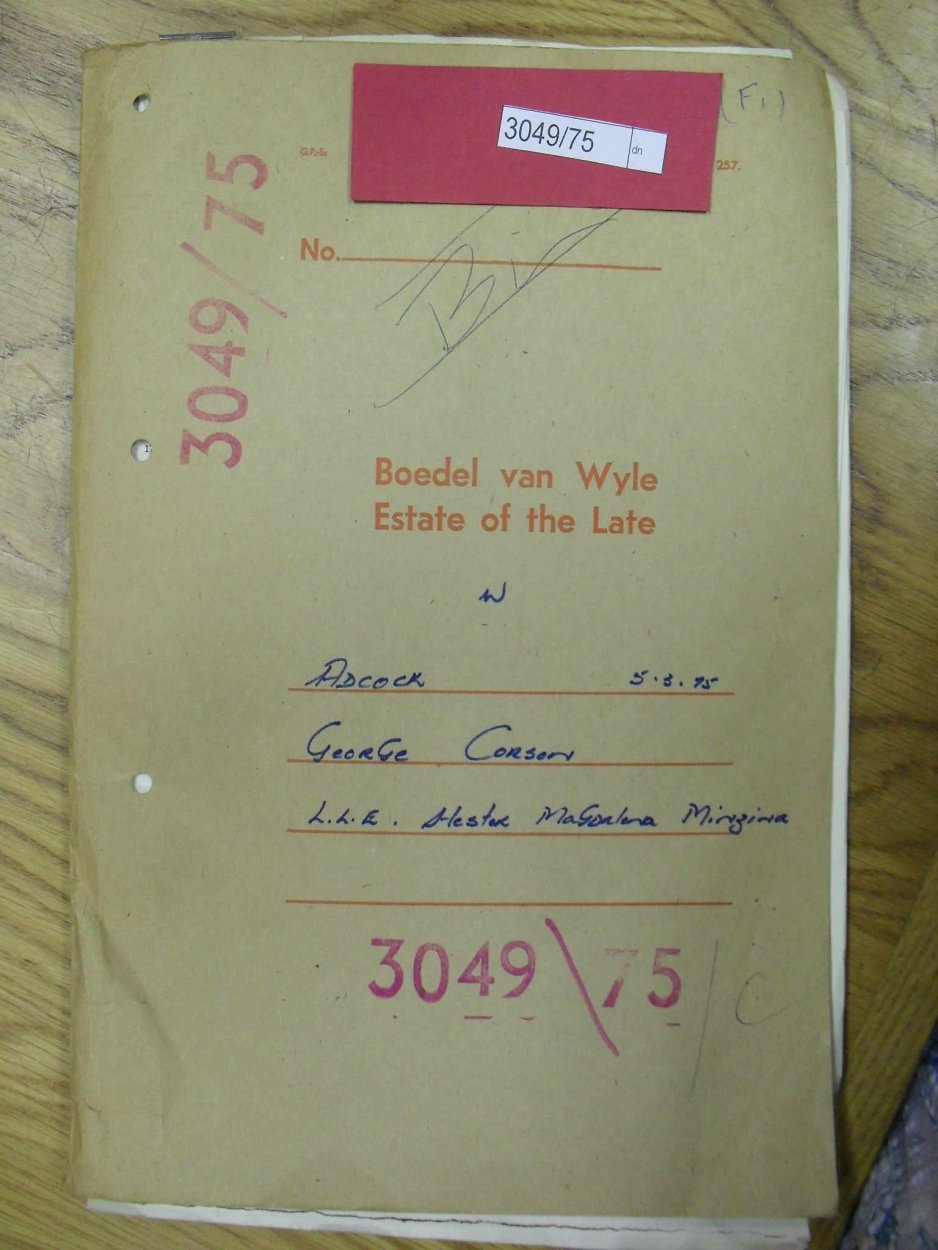 (F1)
3049/75
dn
G.P.-S.
257.
3049/75
No.
Boedel van Wyle
Estate of the Late
W
Adcock 5.3.75
George Corson
L.L.E. Hester Magdalena
3049/75/C